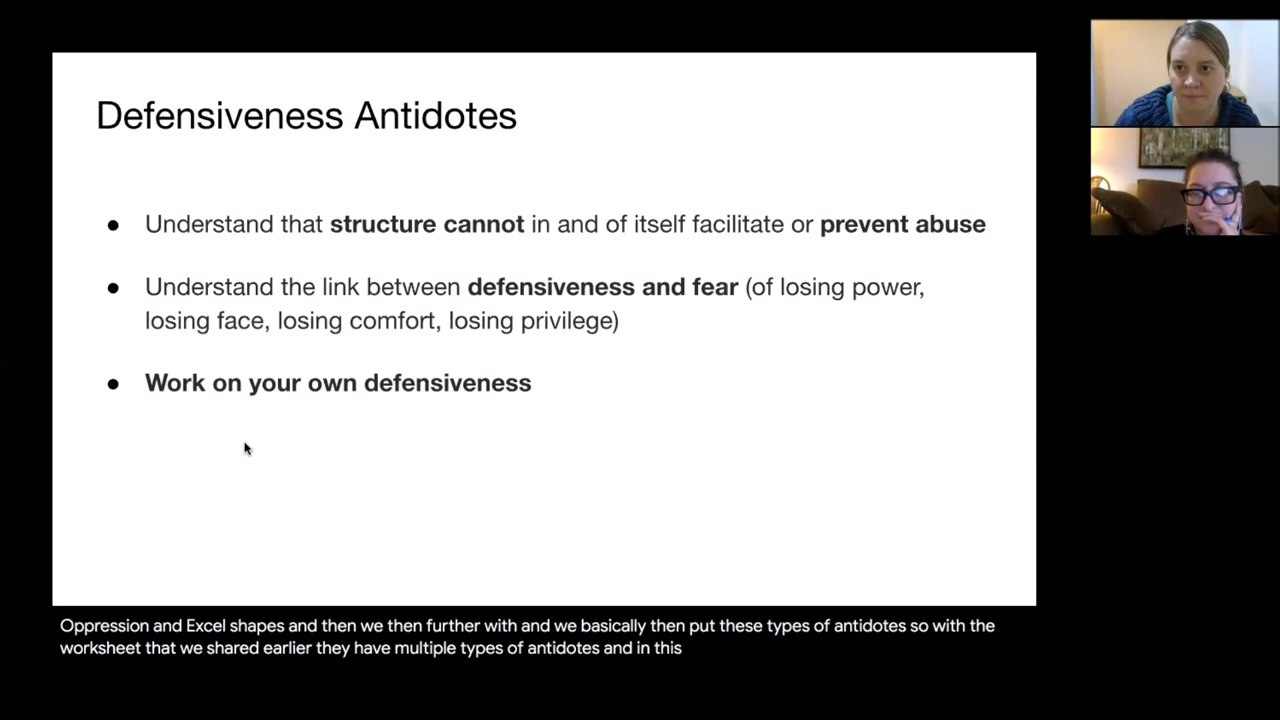 Defensiveness Antidotes
● Understand that structure cannot in and of itself facilitate or prevent abuse
● Understand the link between defensiveness and fear (of losing power,
losing face, losing comfort, losing privilege)
● Work on your own defensiveness
Oppression and Excel shapes and then we then further with and we basically then put these types of antidotes so with the
worksheet that we shared earlier they have multiple types of antidotes and in this